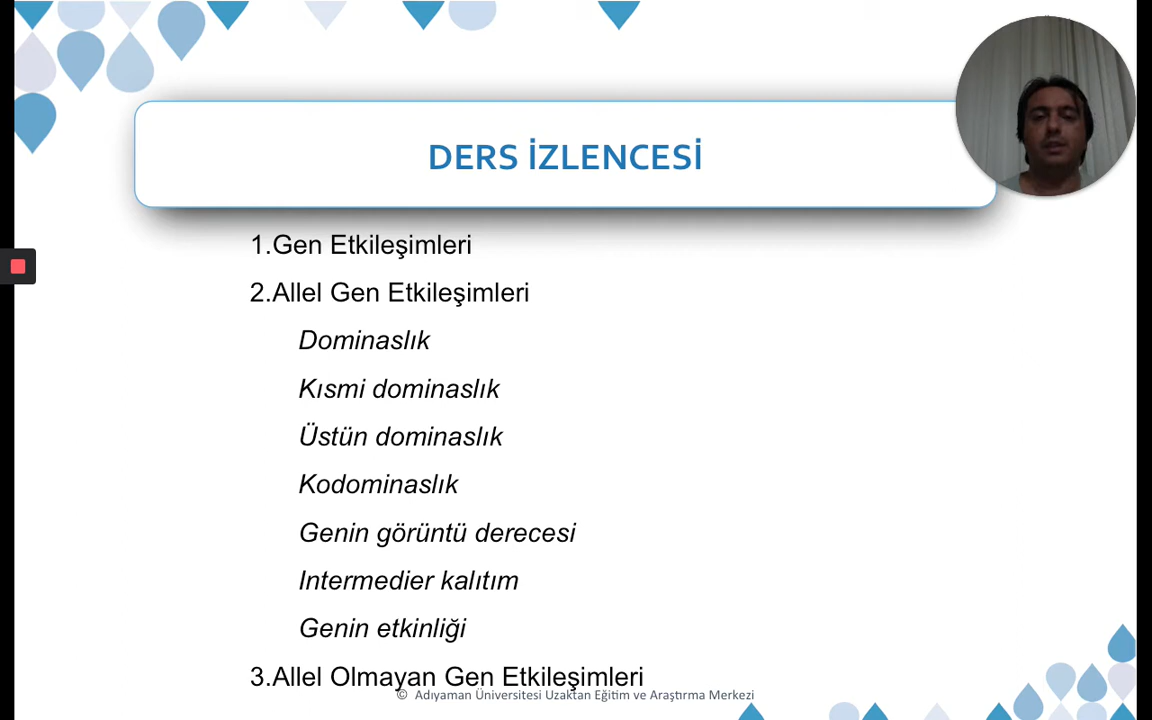 DERS İZLENCESİ
1.Gen Etkileşimleri
2.Allel Gen Etkileşimleri
Dominaslık
Kısmi dominaslık
Üstün dominaslık
Kodominaslık
Genin görüntü derecesi
Intermedier kalıtım
Genin etkinliği
3.Allel Olmayan Gen Etkileşimleri
© Adıyaman Üniversitesi Uzaktan Eğitim ve Araştırma Merkezi